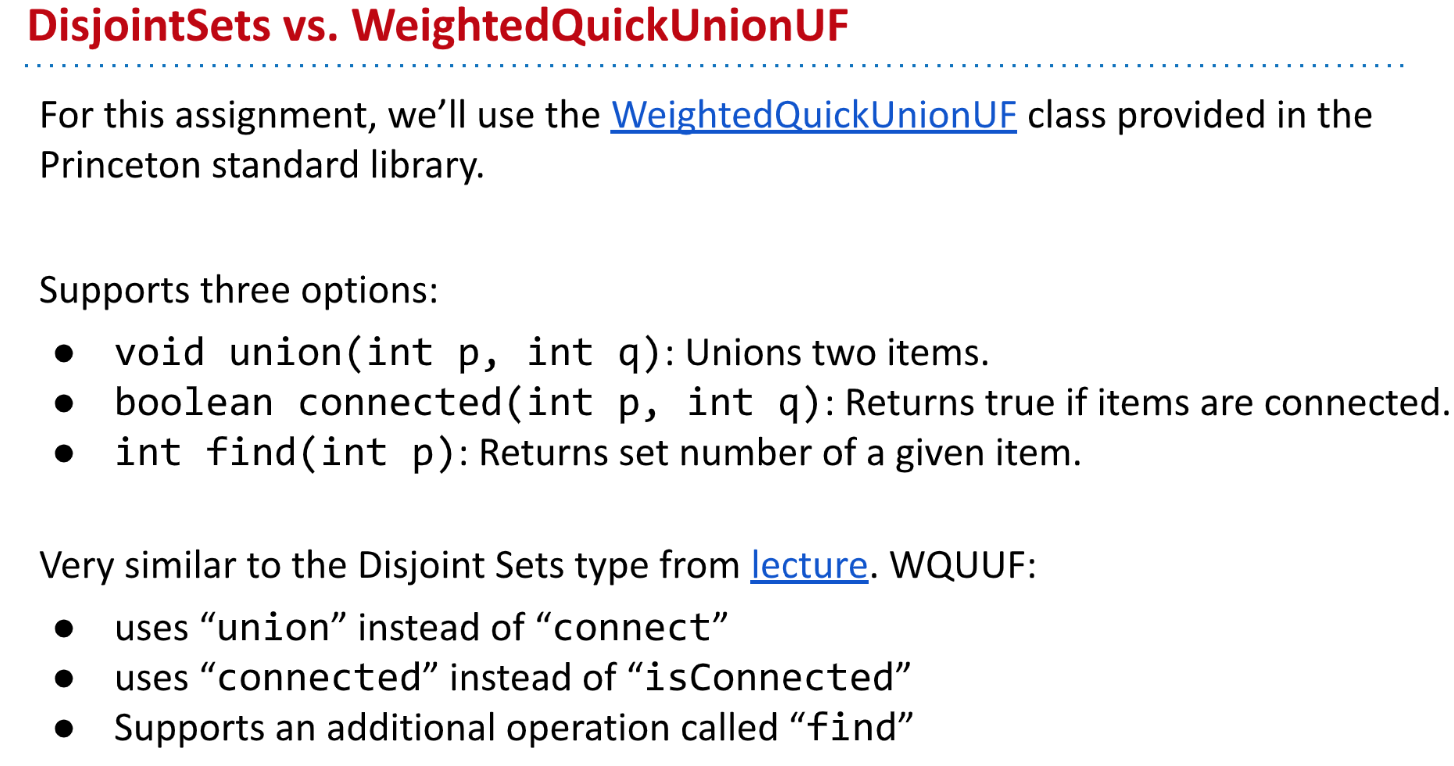 DisjointSets vs. WeightedQuickUnionUF
For this assignment, we’ll use the WeightedQuickUnionUF class provided in the
Princeton standard library.
Supports three options:
● void union(int p, int q): Unions two items.
● boolean connected(int p, int q): Returns true if items are connected.
● int find(int p): Returns set number of a given item.
Very similar to the Disjoint Sets type from lecture. WQUUF:
● uses “union” instead of “connect”
● uses “connected” instead of “isConnected”
● Supports an additional operation called “find”